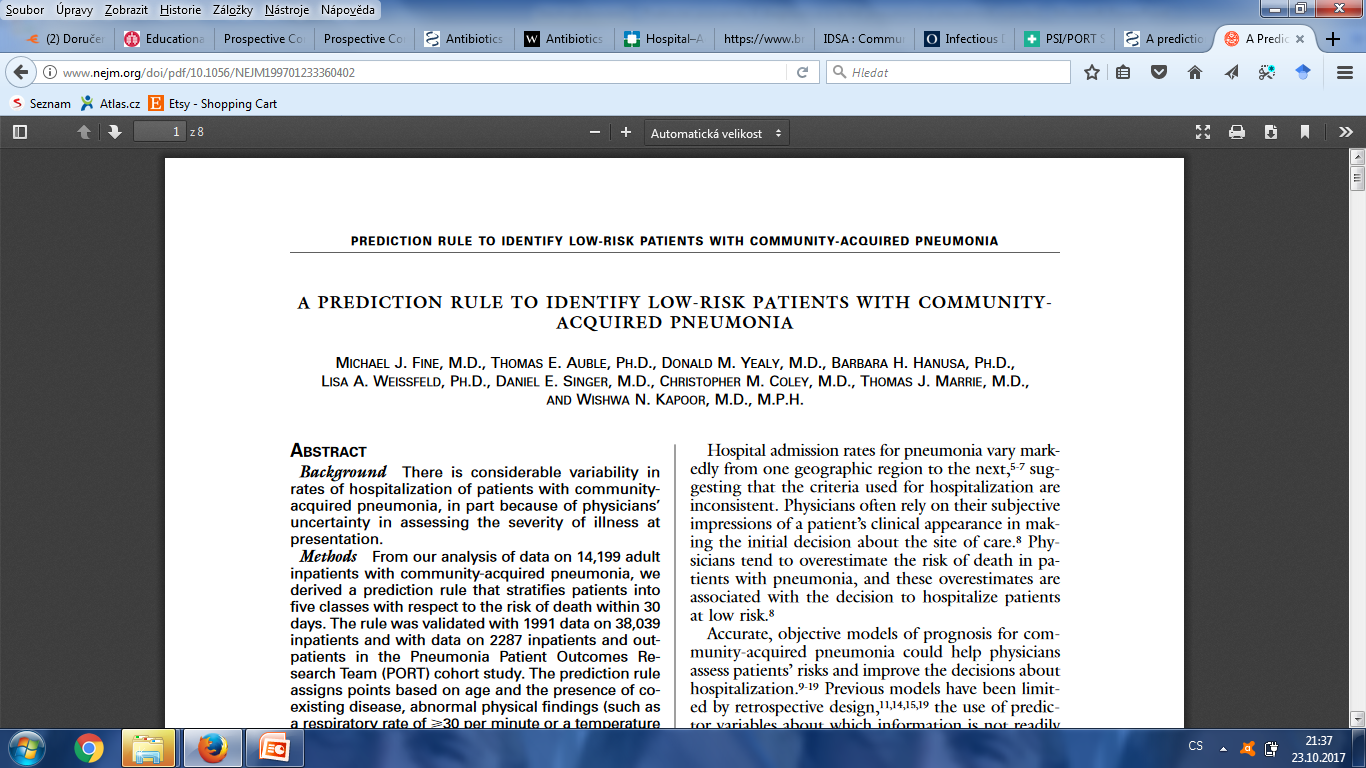 Soubor Úpravy Zobrazit Historie Záložky Nástroje Nápověda
(2) Doruče
Educationa
Prospective Co
Prospective Co
Antibiotics
Antibiotics
Hospital–A
https://www.br
IDSA : Commu
Infectious D
PSI/PORT S
A predictio
A Predic
www.nejm.org/doi/pdf/10.1056/NEJM199701233360402
Hledat
Seznam Atlas.cz Etsy - Shopping Cart
1 z 8
Automatická velikost
PREDICTION RULE TO IDENTIFY LOW-RISK PATIENTS WITH COMMUNITY-ACQUIRED PNEUMONIA
A PREDICTION RULE TO IDENTIFY LOW-RISK PATIENTS WITH COMMUNITY-
ACQUIRED PNEUMONIA
MICHAEL J. FINE, M.D., THOMAS E. AUBLE, PH.D., DONALD M. YEALY, M.D., BARBARA H. HANUSA, PH.D.,
LISA A. WEISSFELD, PH.D., DANIEL E. SINGER, M.D., CHRISTOPHER M. COLEY, M.D., THOMAS J. MARRIE, M.D.,
AND WISHWA N. KAPOOR, M.D., M.P.H.
ABSTRACT
Background There is considerable variability in
rates of hospitalization of patients with community-
acquired pneumonia, in part because of physicians'
uncertainty in assessing the severity of illness at
presentation.
Methods From our analysis of data on 14,199 adult
inpatients with community-acquired pneumonia, we
derived a prediction rule that stratifies patients into
five classes with respect to the risk of death within 30
days. The rule was validated with 1991 data on 38,039
inpatients and with data on 2287 inpatients and out-
patients in the Pneumonia Patient Outcomes Re-
search Team (PORT) cohort study. The prediction rule
assigns points based on age and the presence of co-
existing disease, abnormal physical findings (such as
a respiratory rate of ≥30 per minute or a temperature
Hospital admission rates for pneumonia vary mark-
edly from one geographic region to the next,5-7 sug-
gesting that the criteria used for hospitalization are
inconsistent. Physicians often rely on their subjective
impressions of a patient's clinical appearance in mak-
ing the initial decision about the site of care.8 Phy-
sicians tend to overestimate the risk of death in pa-
tients with pneumonia, and these overestimates are
associated with the decision to hospitalize patients
at low risk.8
Accurate, objective models of prognosis for com-
munity-acquired pneumonia could help physicians
assess patients' risks and improve the decisions about
hospitalization.9-19 Previous models have been limit-
ed by retrospective design,11,14,15,19 the use of predic-
tor variables about which information is not readily
CS
21:37
23.10.2017